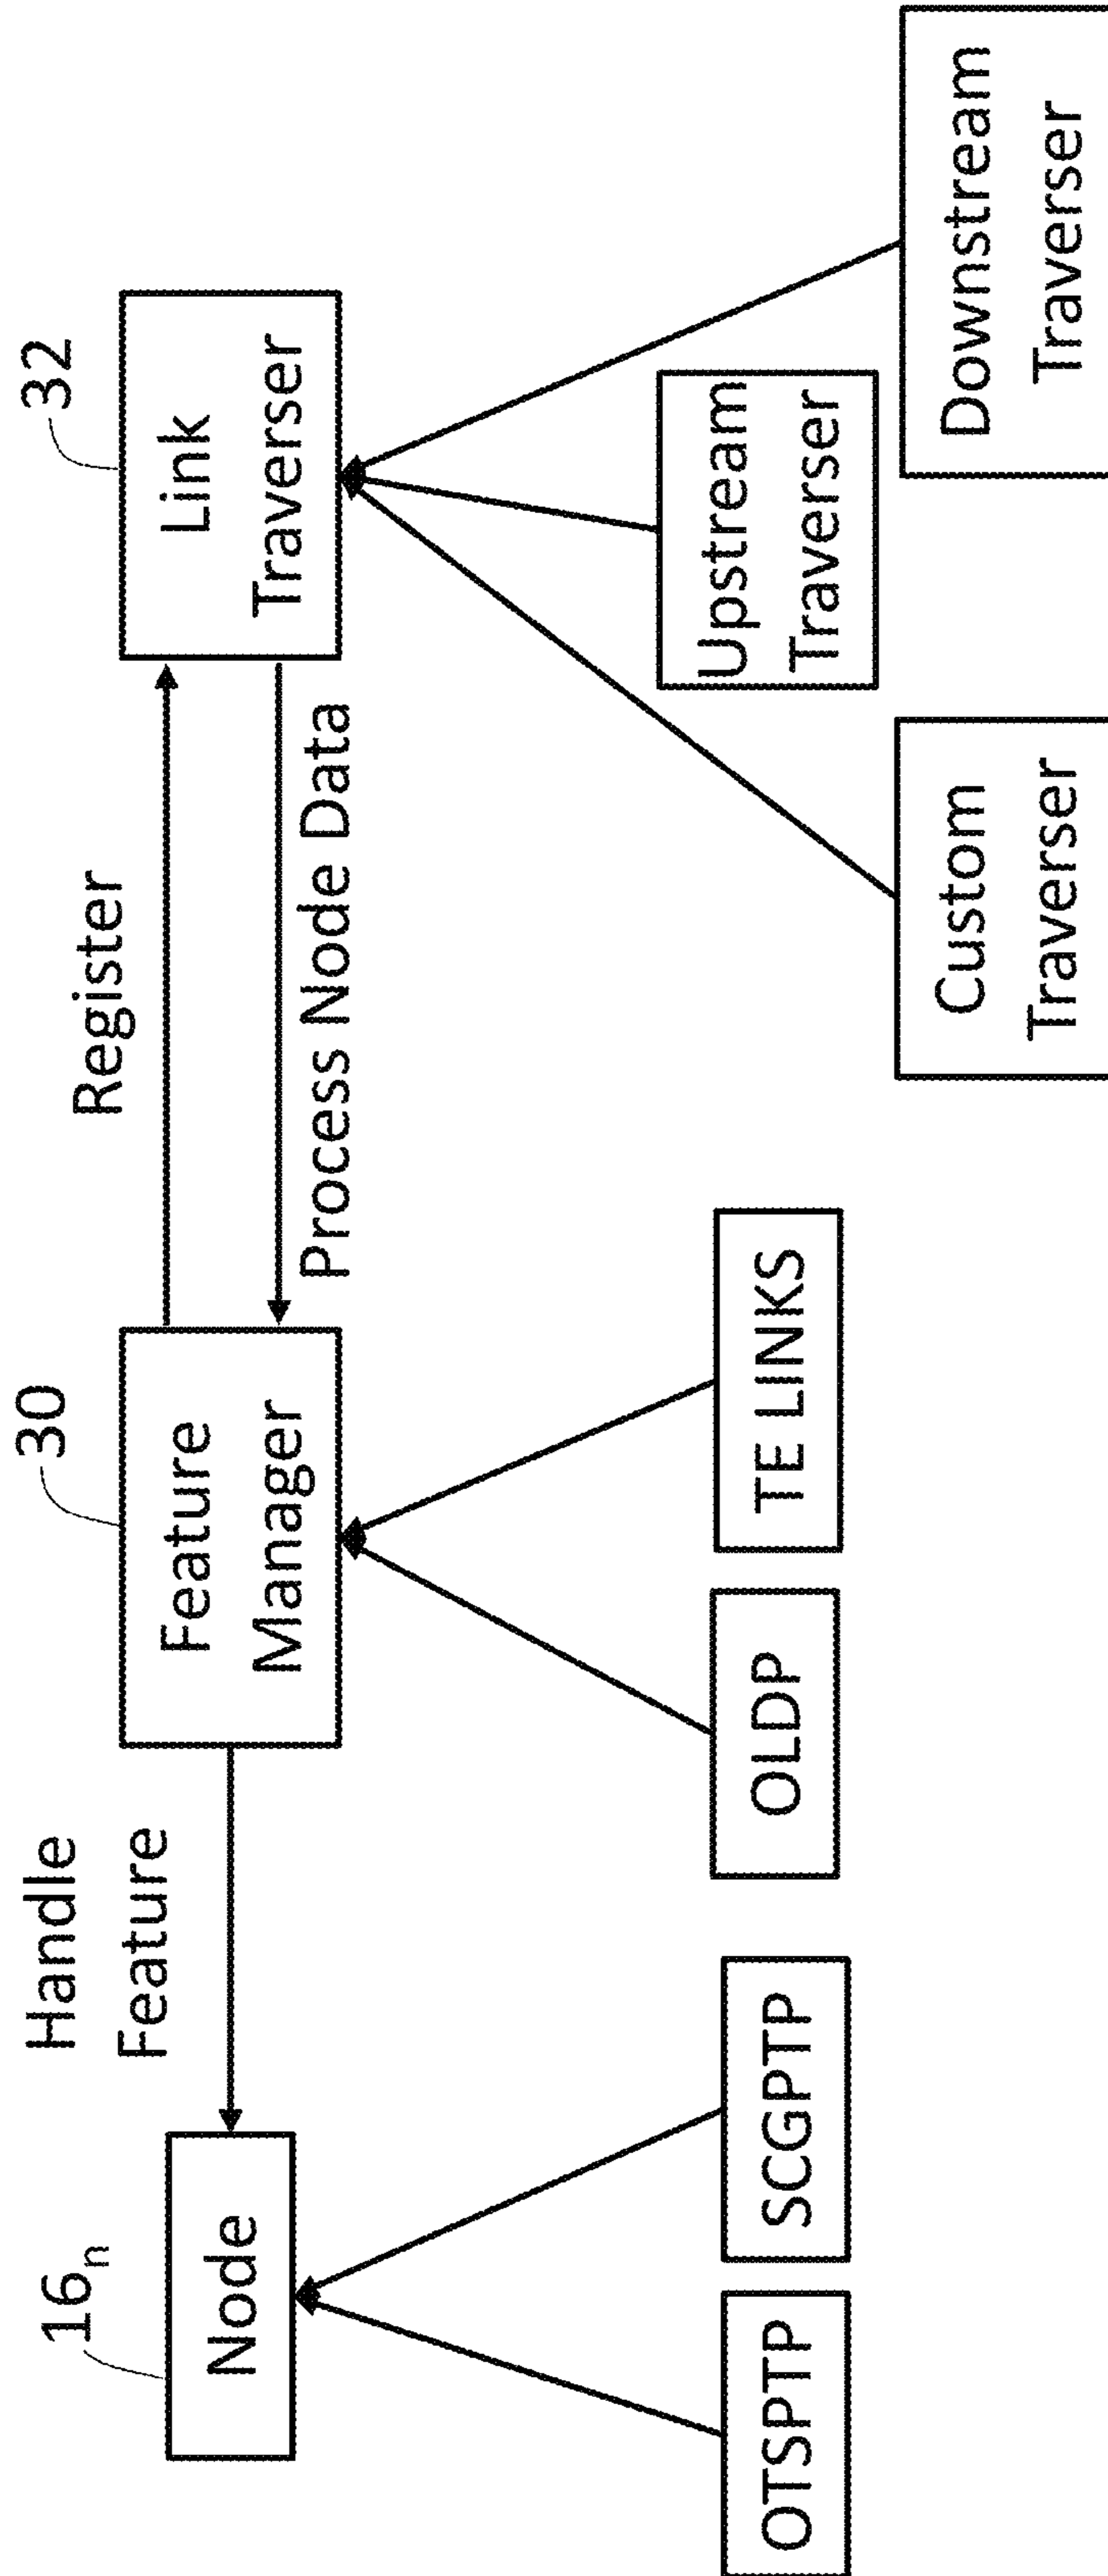 Handle
Feature
Register
16n
30
32
Node
Feature
Manager
Process Node Data
Link
Traverser
OTSPTP
SCGPTP
OLDP
TE LINKS
Custom
Traverser
Upstream
Traverser
Downstream
Traverser